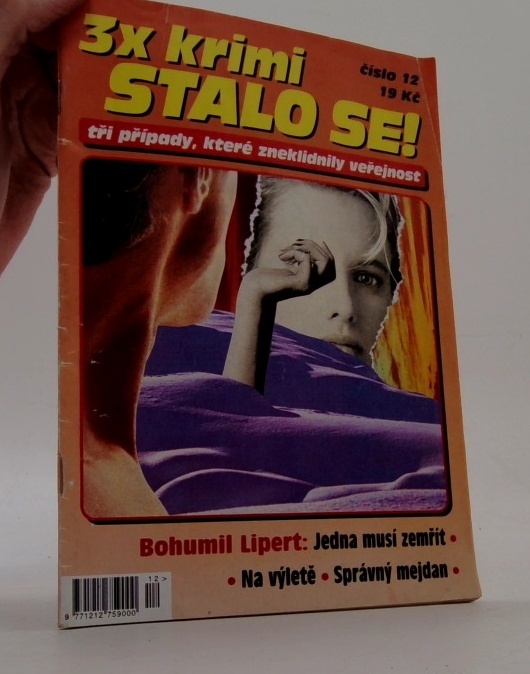 3x krimi
STALO SE!
číslo 12
19 Kč
tři případy, které zneklidnily veřejnost
Bohumil Lipert: Jedna musí zemřít •
• Na výletě • Správný mejdan •
12>
9 771212 759000